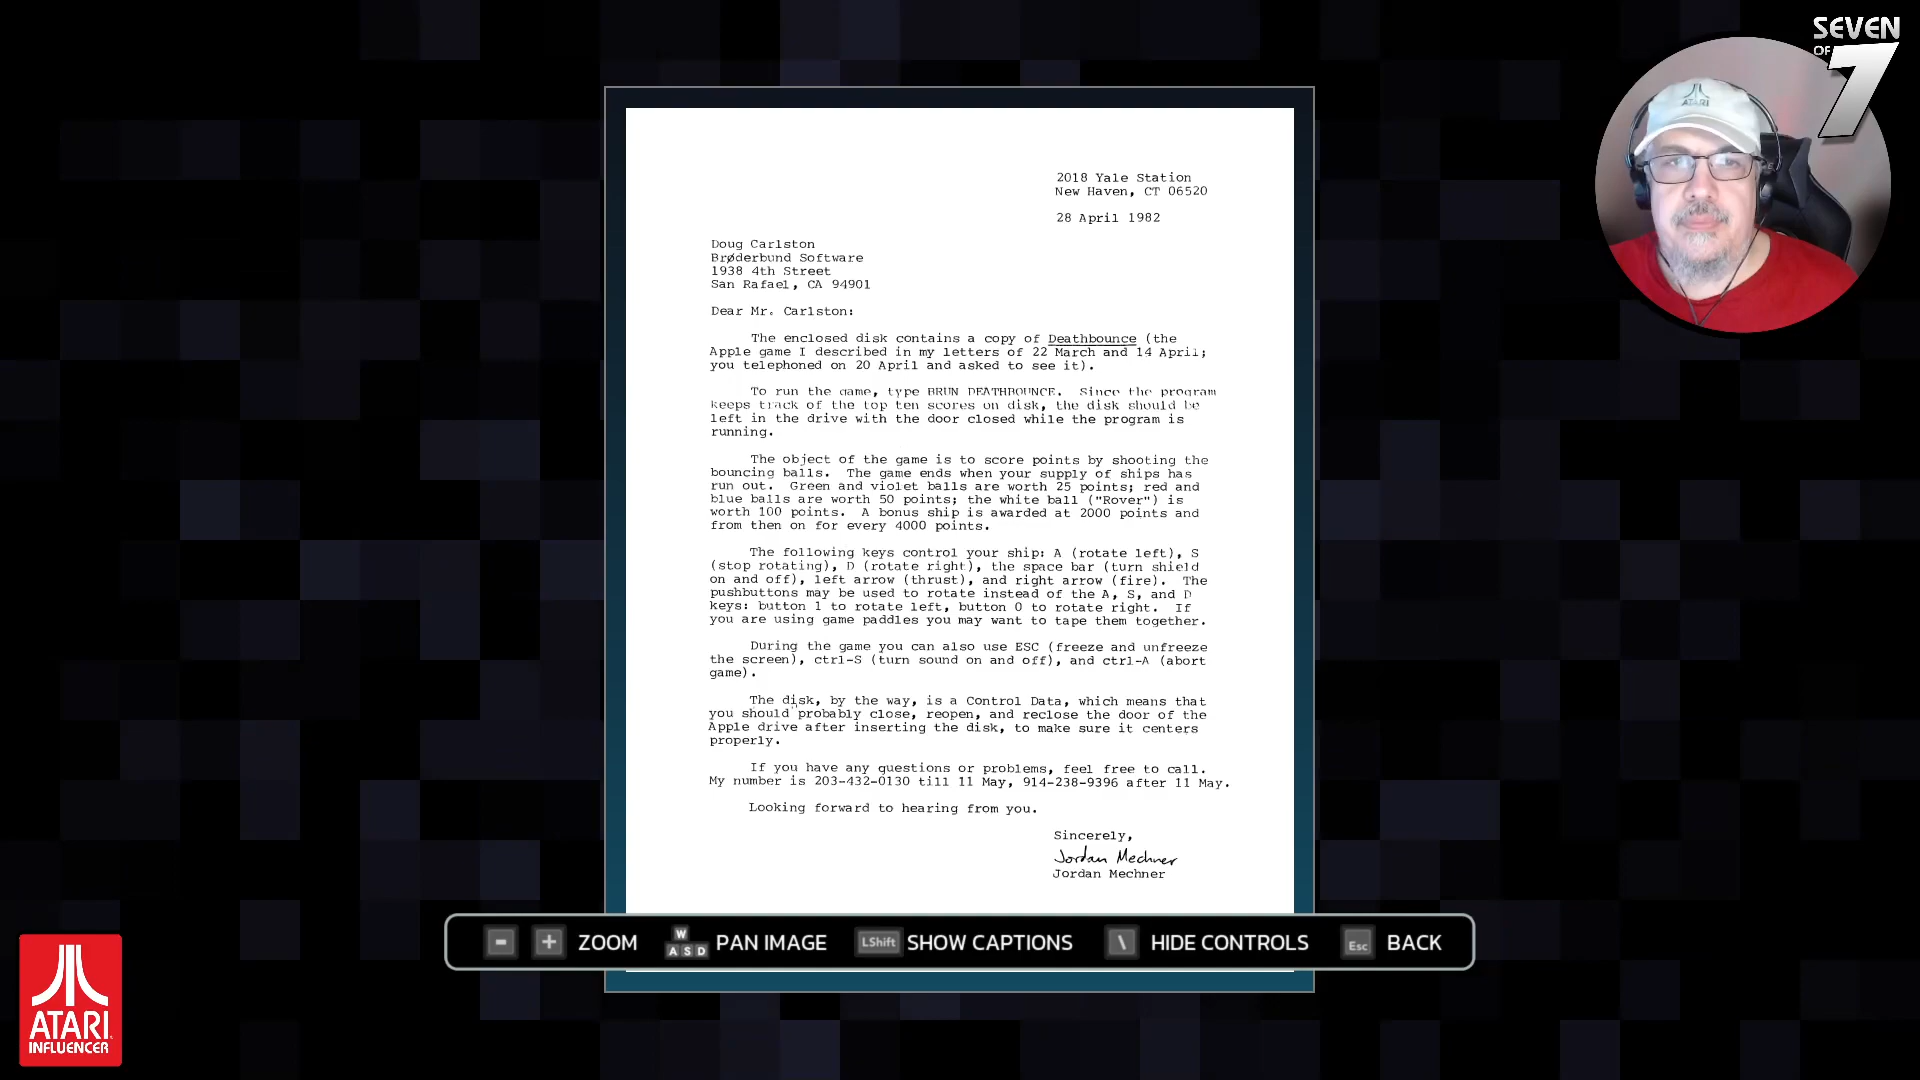 SEVEN
OF 7
2018 Yale Station
New Haven, CT 06520
28 April 1982
Doug Carlston
Brøderbund Software
1938 4th Street
San Rafael, CA 94901
Dear Mr. Carlston:
The enclosed disk contains a copy of Deathbounce (the
Apple game I described in my letters of 22 March and 14 April;
you telephoned on 20 April and asked to see it).
To run the game, type BRUN DEATHBOUNCE. Since the program
keeps track of the top ten scores on disk, the disk should be
left in the drive with the door closed while the program is
running.
The object of the game is to score points by shooting the
bouncing balls. The game ends when your supply of ships has
run out. Green and violet balls are worth 25 points; red and
blue balls are worth 50 points; the white ball ("Rover") is
worth 100 points. A bonus ship is awarded at 2000 points and
from then on for every 4000 points.
The following keys control your ship: A (rotate left), S
(stop rotating), D (rotate right), the space bar (turn shield
on and off), left arrow (thrust), and right arrow (fire). The
pushbuttons may be used to rotate instead of the A, S, and D
keys: button 1 to rotate left, button 0 to rotate right. If
you are using game paddles you may want to tape them together.
During the game you can also use ESC (freeze and unfreeze
the screen), ctrl-S (turn sound on and off), and ctrl-A (abort
game).
The disk, by the way, is a Control Data, which means that
you should probably close, reopen, and reclose the door of the
Apple drive after inserting the disk, to make sure it centers
properly.
If you have any questions or problems, feel free to call.
My number is 203-432-0130 till 11 May, 914-238-9396 after 11 May.
Looking forward to hearing from you.
Sincerely,
Jordan Mechner
Jordan Mechner
- + ZOOM W A S D PAN IMAGE LShift SHOW CAPTIONS \ HIDE CONTROLS Esc BACK
ATARI
ATARI
INFLUENCER